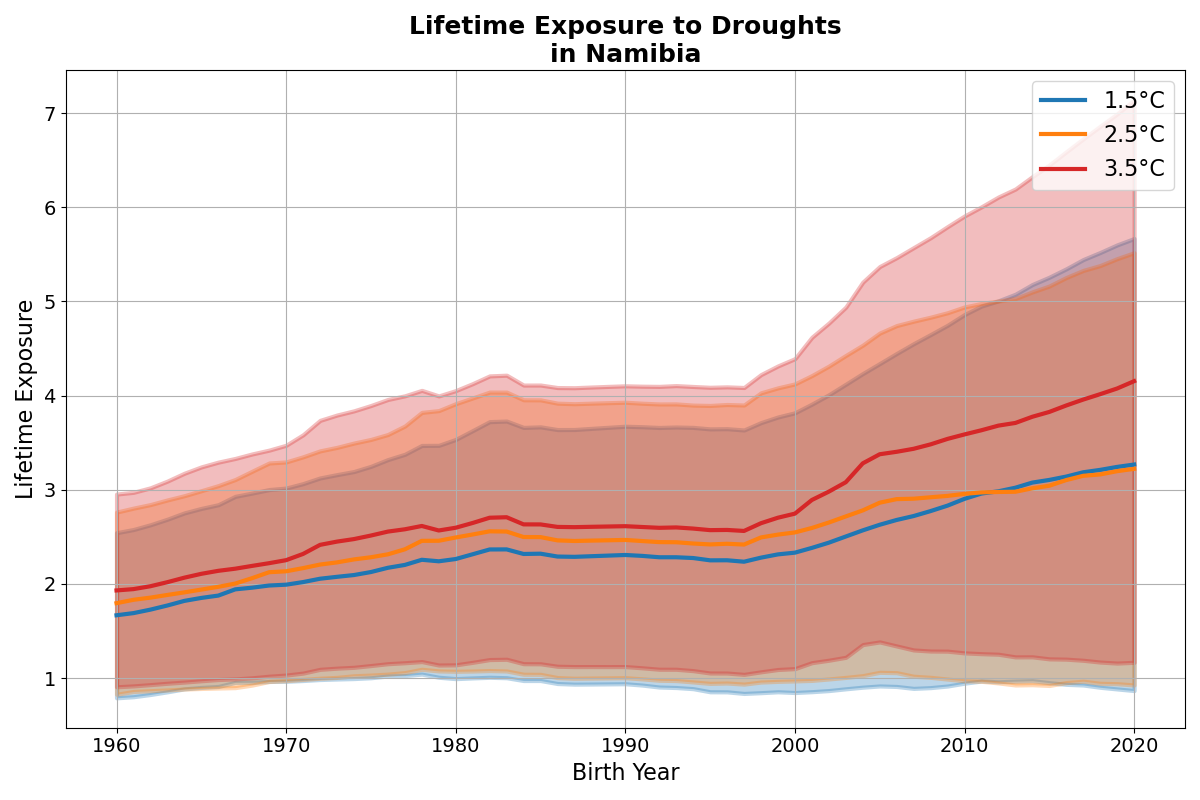 Lifetime Exposure to Droughts
in Namibia
1.5°C
2.5°C
3.5°C
Lifetime Exposure
7
6
5
4
3
2
1
1960 1970 1980 1990 2000 2010 2020
Birth Year